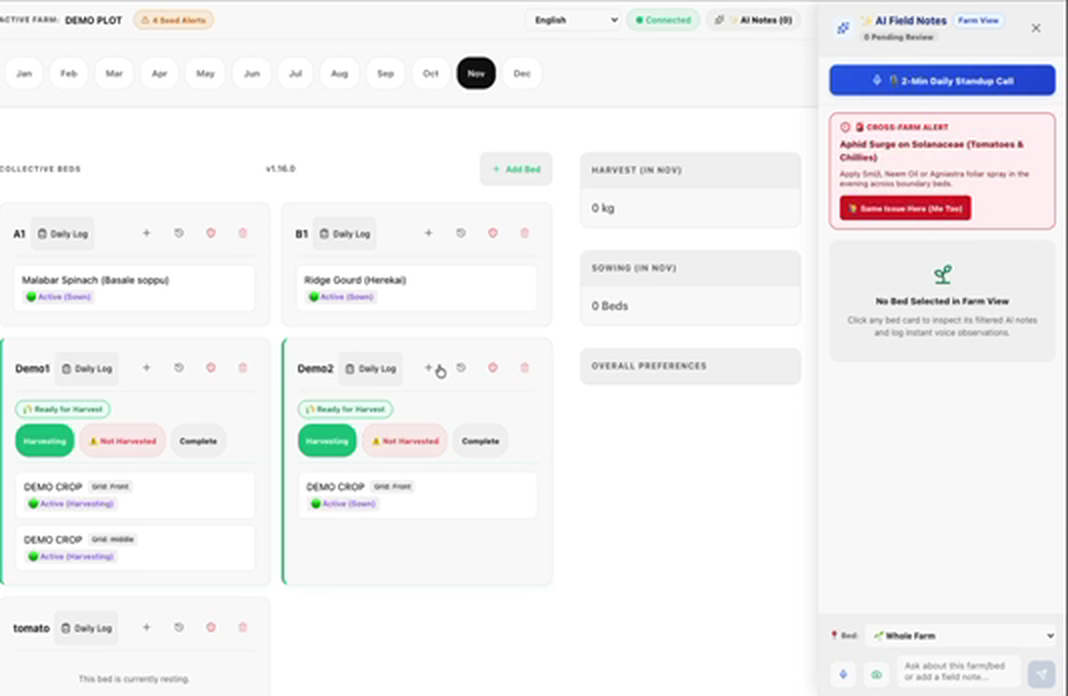 ACTIVE FARM: DEMO PLOT
4 Seed Alerts
English
Connected
AI Notes (0)
Jan Feb Mar Apr May Jun Jul Aug Sep Oct Nov Dec
COLLECTIVE BEDS
v1.16.0
+ Add Bed
A1 Daily Log
Malabar Spinach (Basale soppu)
Active (Sown)
B1 Daily Log
Ridge Gourd (Herekai)
Active (Sown)
Demo1 Daily Log
Ready for Harvest
Harvesting Not Harvested Complete
DEMO CROP Grid: Front
Active (Harvesting)
DEMO CROP Grid: middle
Active (Harvesting)
Demo2 Daily Log
Ready for Harvest
Harvesting Not Harvested Complete
DEMO CROP Grid: Front
Active (Sown)
tomato Daily Log
This bed is currently resting.
HARVEST (IN NOV)
0 kg
SOWING (IN NOV)
0 Beds
OVERALL PREFERENCES
AI Field Notes Farm View
0 Pending Review
2-Min Daily Standup Call
CROSS-FARM ALERT
Aphid Surge on Solanaceae (Tomatoes &
Chillies)
Apply 5ml/L Neem Oil or Agniastra foliar spray in the
evening across boundary beds.
Same Issue Here (Me Too)
No Bed Selected in Farm View
Click any bed card to inspect its filtered AI notes
and log instant voice observations.
Bed: Whole Farm
Ask about this farm/bed
or add a field note...